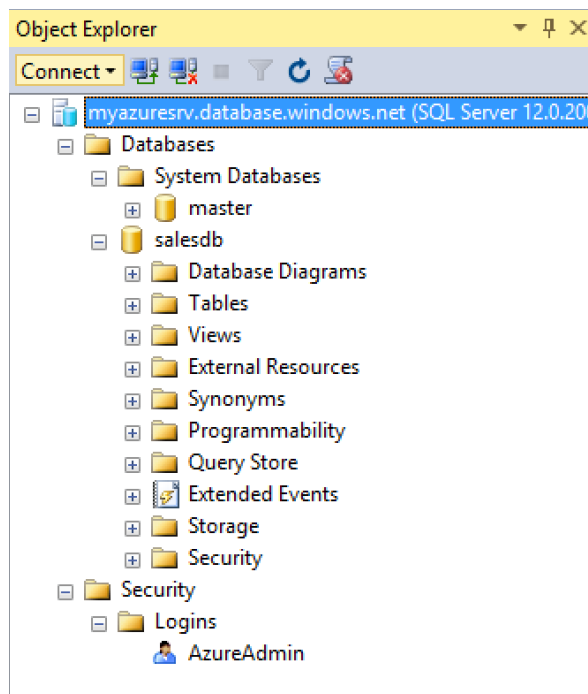 Object Explorer
Connect
myazuresrv.database.windows.net (SQL Server 12.0.200
Databases
System Databases
master
salesdb
Database Diagrams
Tables
Views
External Resources
Synonyms
Programmability
Query Store
Extended Events
Storage
Security
Security
Logins
AzureAdmin